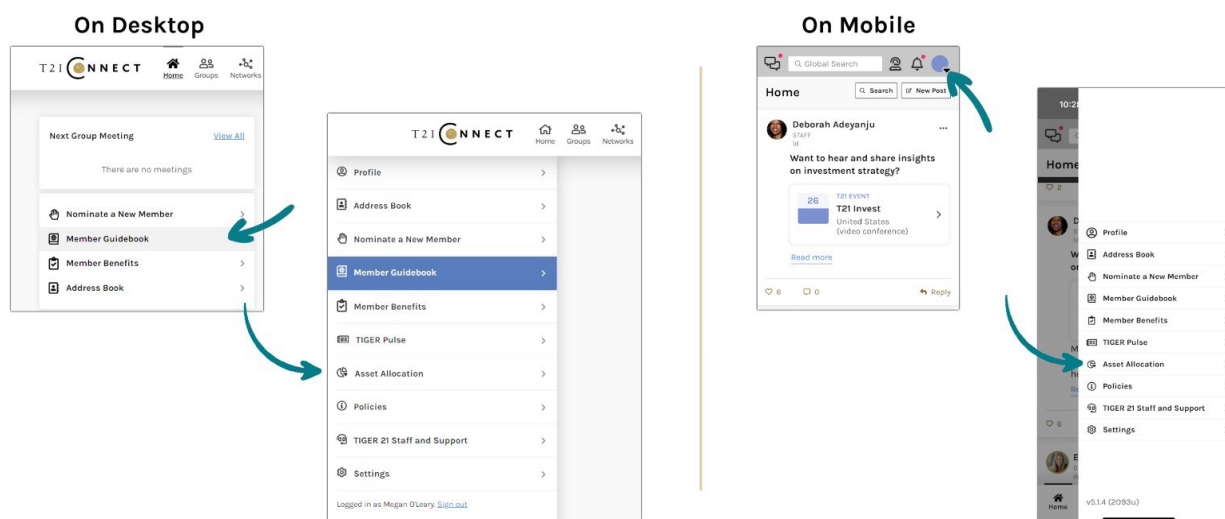 On Desktop
T21 CONNECT
Home
Groups
Networks
Next Group Meeting
View All
There are no meetings
Nominate a New Member
Member Guidebook
Member Benefits
Address Book
T21 CONNECT
Home
Groups
Networks
Profile
Address Book
Nominate a New Member
Member Guidebook
Member Benefits
TIGER Pulse
Asset Allocation
Policies
TIGER 21 Staff and Support
Settings
Logged in as Megan O'Leary. Sign out
On Mobile
Global Search
Home
Search
New Post
Deborah Adeyanju
STAFF
1d
Want to hear and share insights
on investment strategy?
26
T21 EVENT
T21 Invest
United States
(video conference)
Read more
6
0
Reply
10:28
Home
2
Profile
Address Book
Nominate a New Member
Member Guidebook
Member Benefits
TIGER Pulse
Asset Allocation
Policies
TIGER 21 Staff and Support
Settings
6
Home
v5.1.4 (2093u)